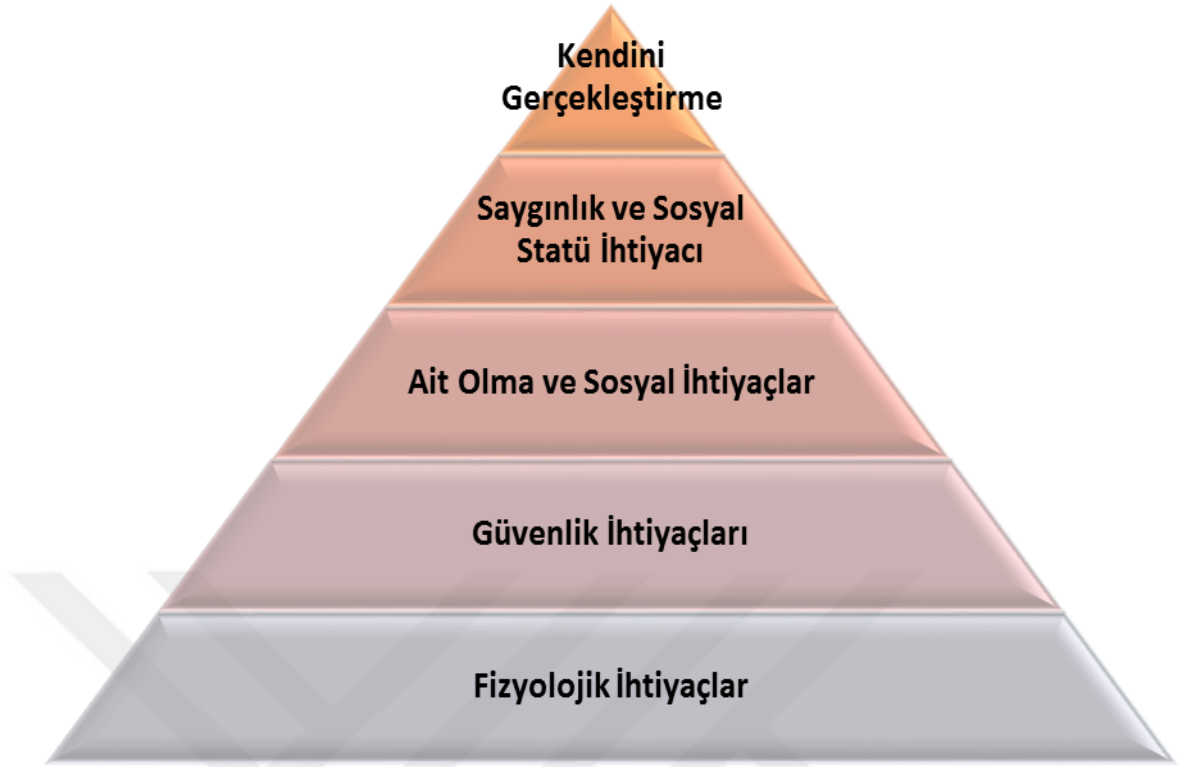 Kendini
Gerçekleştirme
Saygınlık ve Sosyal
Statü İhtiyacı
Ait Olma ve Sosyal İhtiyaçlar
Güvenlik İhtiyaçları
Fizyolojik İhtiyaçlar